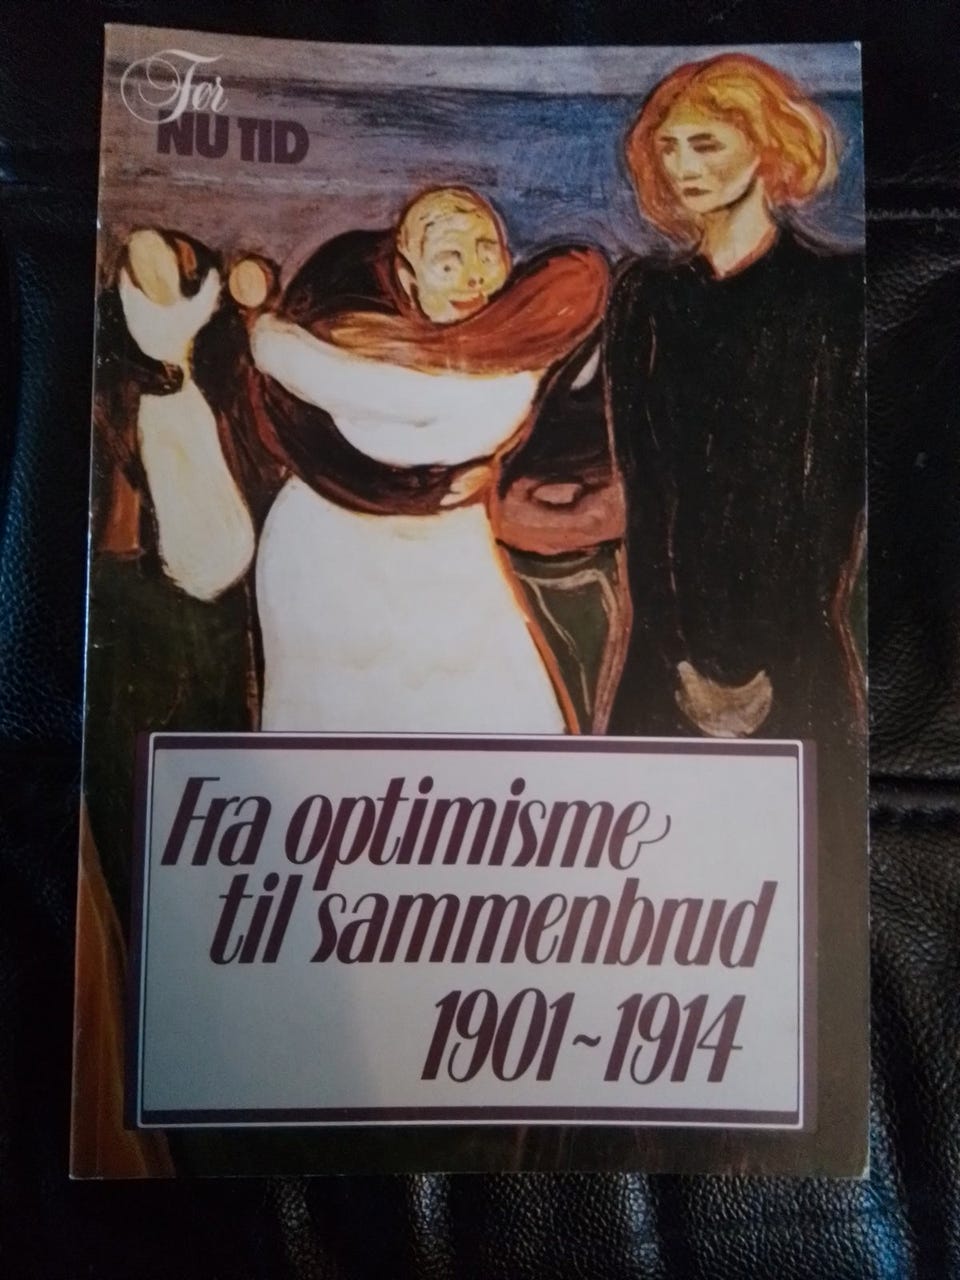 Før
NU TID
Fra optimisme
til sammenbrud
1901~1914